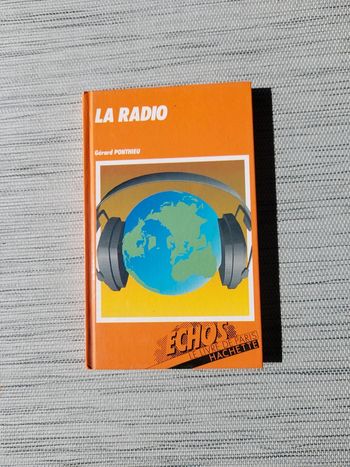 LA RADIO
Gérard PONTHIEU
ÉCHOS
LE LIVRE DE PARIS
HACHETTE